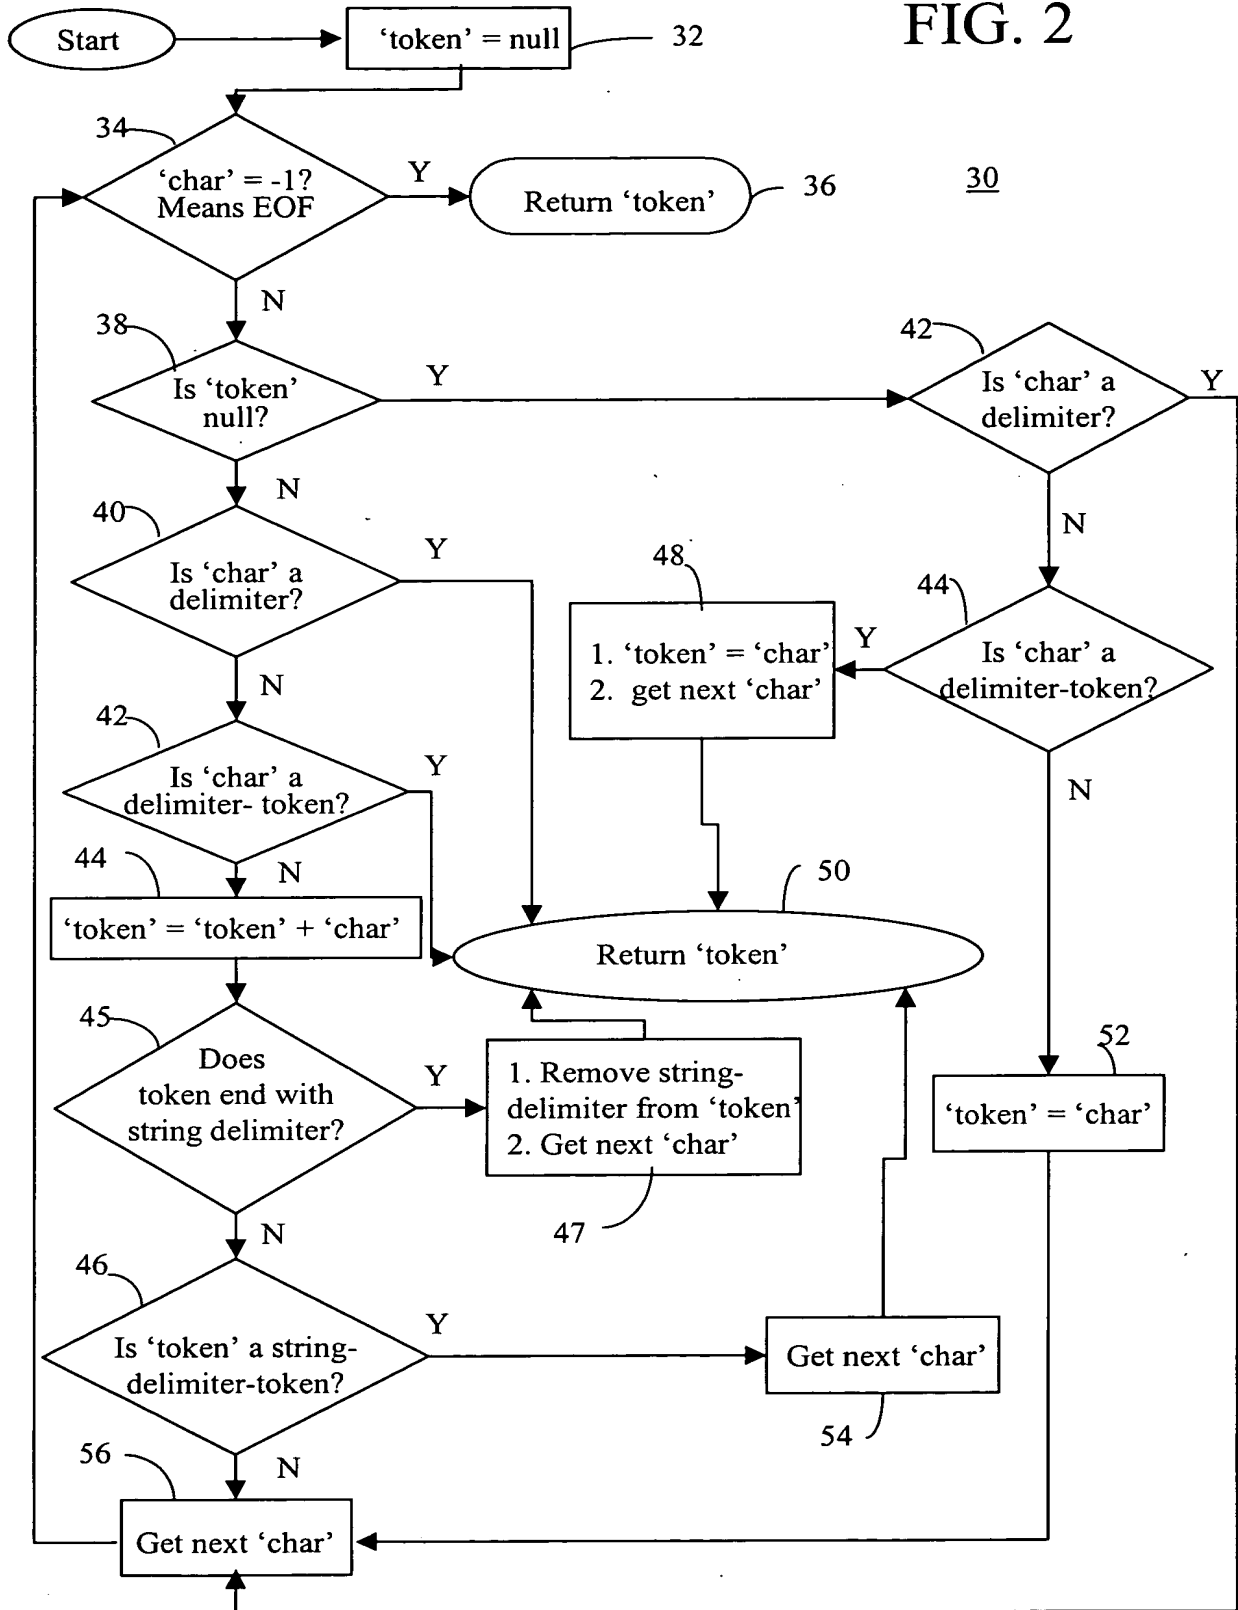 FIG. 2
Start
‘token’ = null
32
34
‘char’ = -1?
Means EOF
Y
Return ‘token’
36
30
N
38
Is ‘token’
null?
Y
42
Is ‘char’ a
delimiter?
Y
N
N
40
Is ‘char’ a
delimiter?
Y
48
1. ‘token’ = ‘char’
2. get next ‘char’
Y
44
Is ‘char’ a
delimiter-token?
N
N
42
Is ‘char’ a
delimiter- token?
Y
N
44
‘token’ = ‘token’ + ‘char’
50
Return ‘token’
45
Does
token end with
string delimiter?
Y
1. Remove string-
delimiter from ‘token’
2. Get next ‘char’
47
52
‘token’ = ‘char’
N
46
Is ‘token’ a string-
delimiter-token?
Y
Get next ‘char’
54
N
56
Get next ‘char’